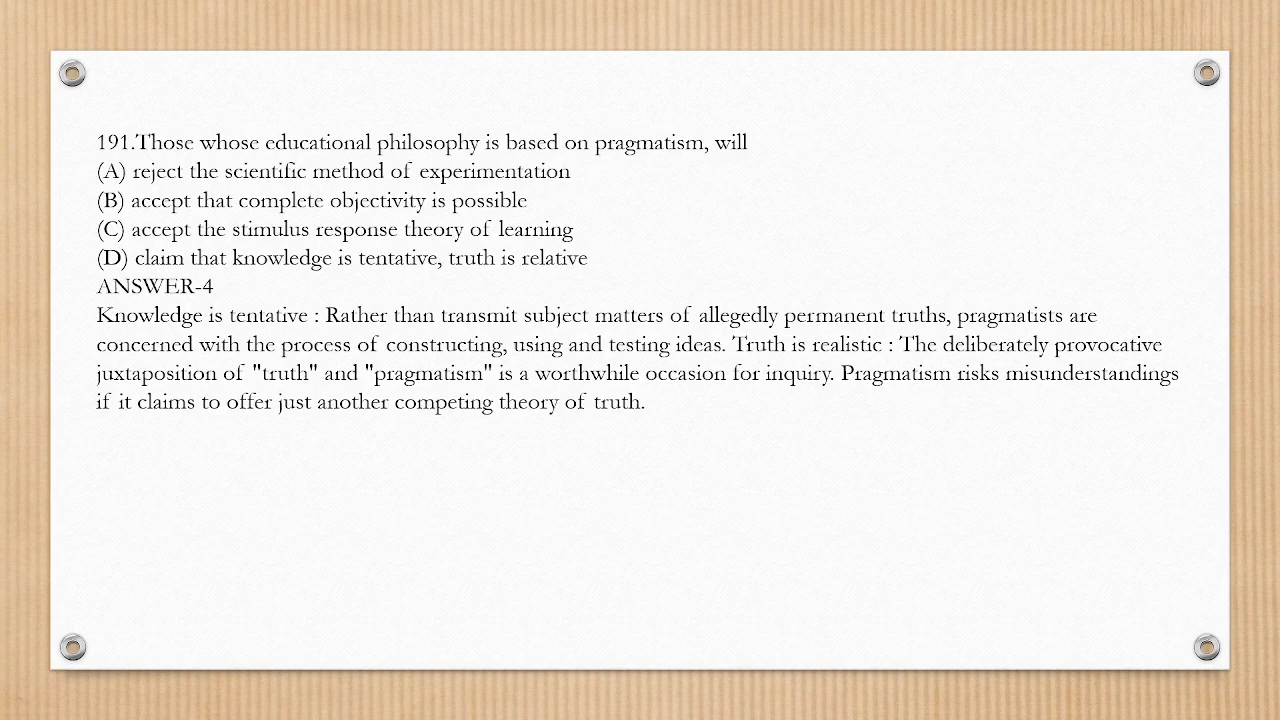 191.Those whose educational philosophy is based on pragmatism, will
(A) reject the scientific method of experimentation
(B) accept that complete objectivity is possible
(C) accept the stimulus response theory of learning
(D) claim that knowledge is tentative, truth is relative
ANSWER-4
Knowledge is tentative : Rather than transmit subject matters of allegedly permanent truths, pragmatists are
concerned with the process of constructing, using and testing ideas. Truth is realistic : The deliberately provocative
juxtaposition of "truth" and "pragmatism" is a worthwhile occasion for inquiry. Pragmatism risks misunderstandings
if it claims to offer just another competing theory of truth.